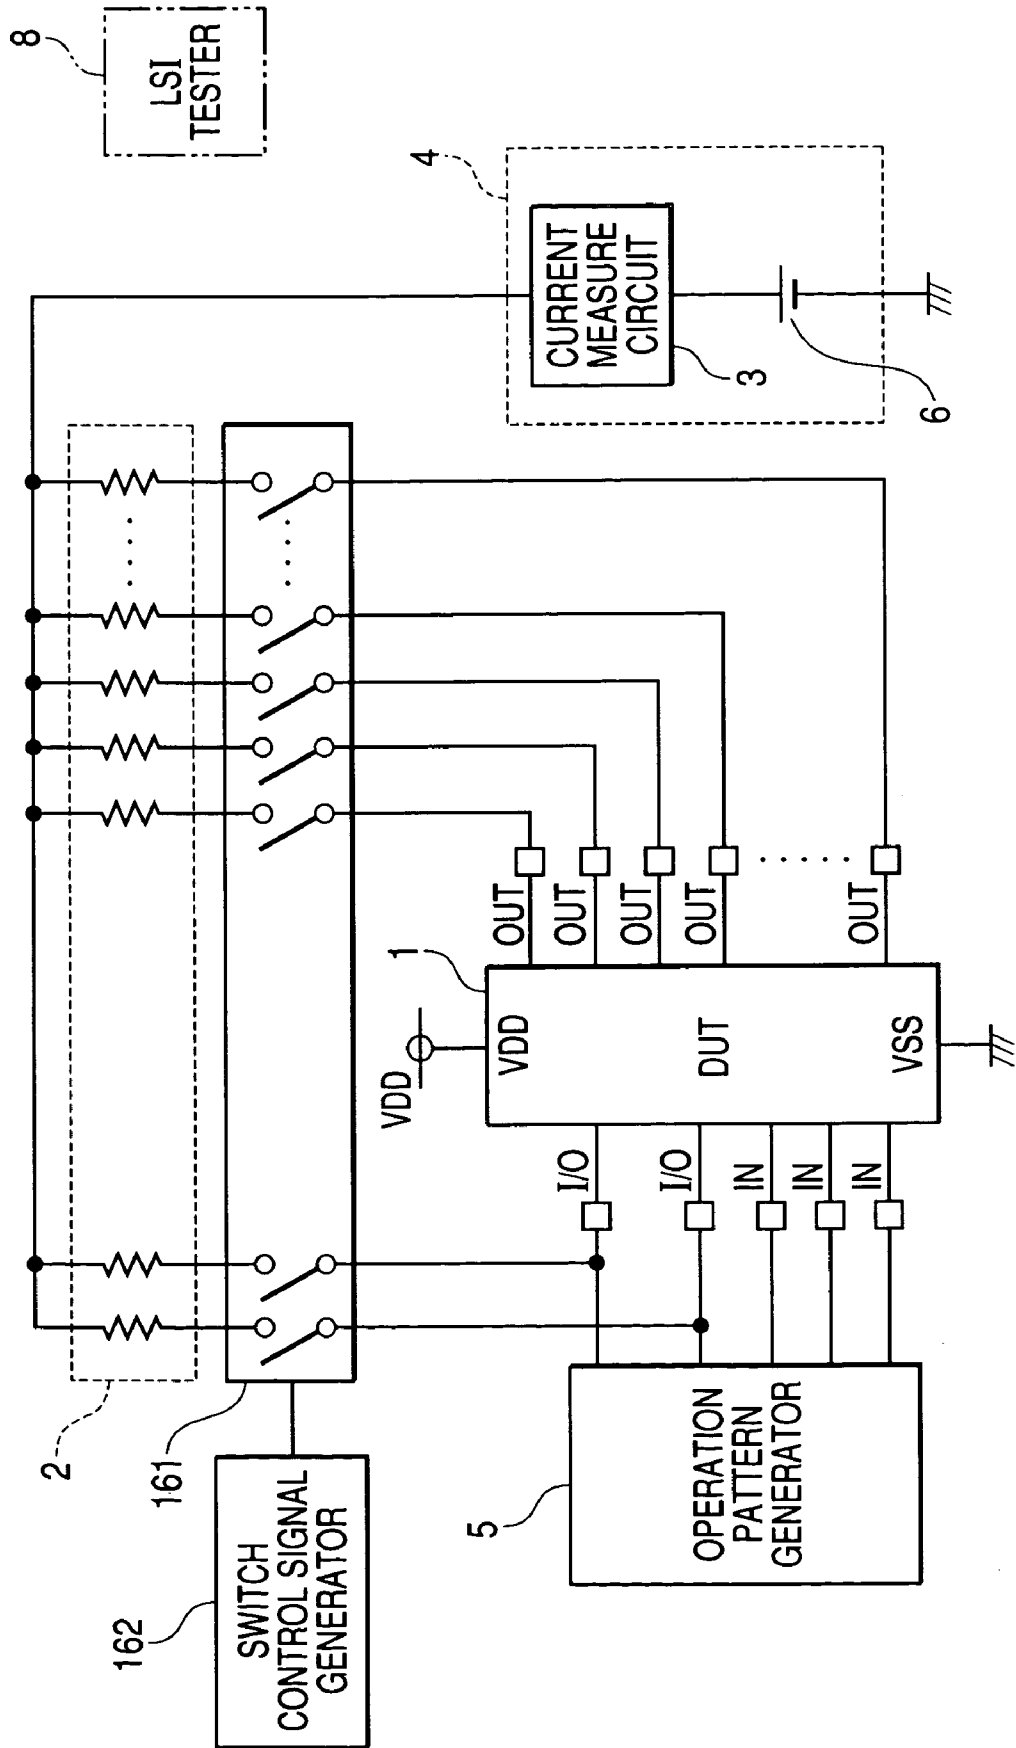 8
LSI
TESTER
4
CURRENT
MEASURE
CIRCUIT
3
6
2
161
162
SWITCH
CONTROL SIGNAL
GENERATOR
1
VDD
VDD
DUT
VSS
OUT
OUT
OUT
OUT
OUT
I/O
I/O
IN
IN
IN
5
OPERATION
PATTERN
GENERATOR